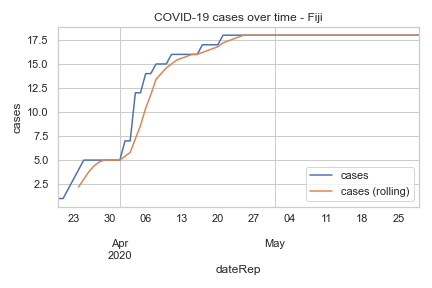 COVID-19 cases over time - Fiji
17.5
15.0
12.5
10.0
7.5
5.0
2.5
cases
cases
cases (rolling)
23 30 06 13 20 27 04 11 18 25
Apr May
2020
dateRep